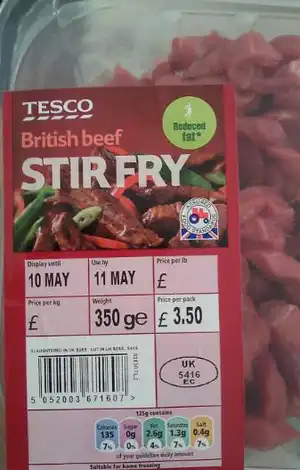 TESCO
British beef
STIR FRY
Reduced
fat*
Display until
Use by
Price per lb
10 MAY
11 MAY
£
Price per kg
Weight
Price per pack
£
350 g e
£ 3.50
UK
5416
EC
5 052003 671607 >
125g contains
Calories
Sugar
Fat
Saturates
Salt
135
0g
2.6g
1.3g
0.4g
7%
0%
4%
7%
7%
of your guideline daily amount
Suitable for home freezing